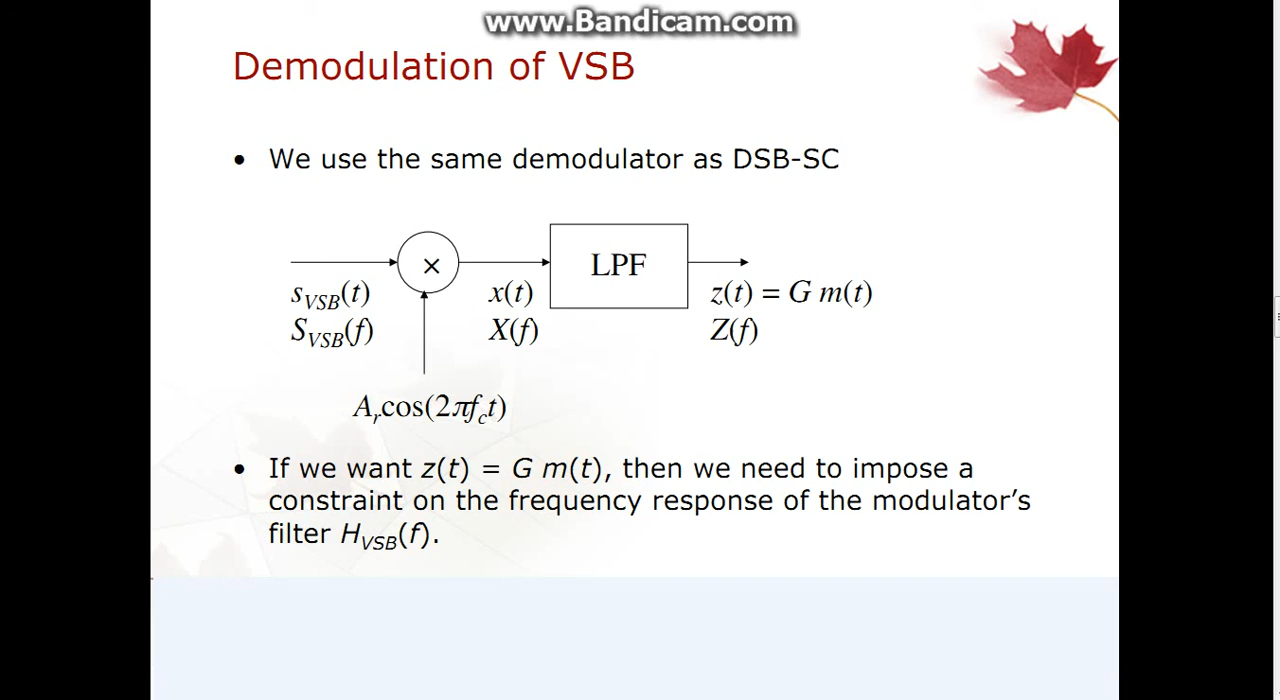 www.Bandicam.com
Demodulation of VSB
• We use the same demodulator as DSB-SC
×
LPF
s_VSB(t)
S_VSB(f)
x(t)
X(f)
z(t) = G m(t)
Z(f)
A_r cos(2πf_c t)
• If we want z(t) = G m(t), then we need to impose a
constraint on the frequency response of the modulator’s
filter H_VSB(f).